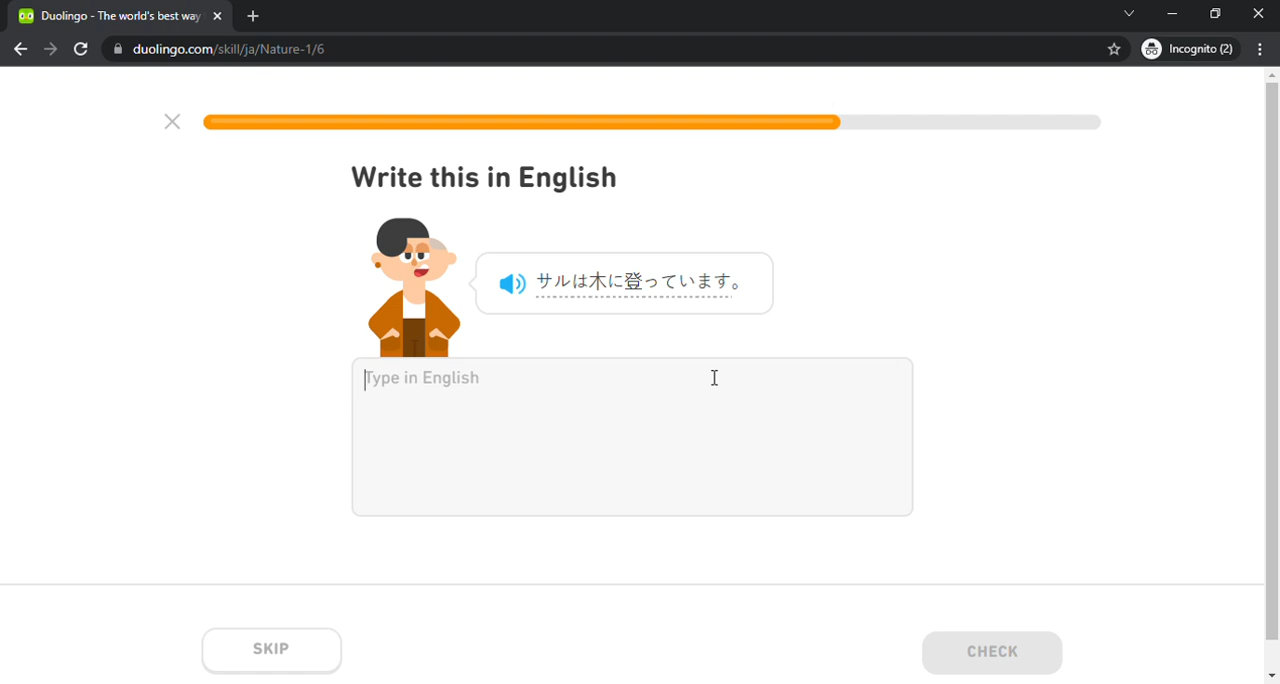 Duolingo - The world's best way
duolingo.com/skill/ja/Nature-1/6
Incognito (2)
Write this in English
サルは木に登っています。
Type in English
SKIP
CHECK